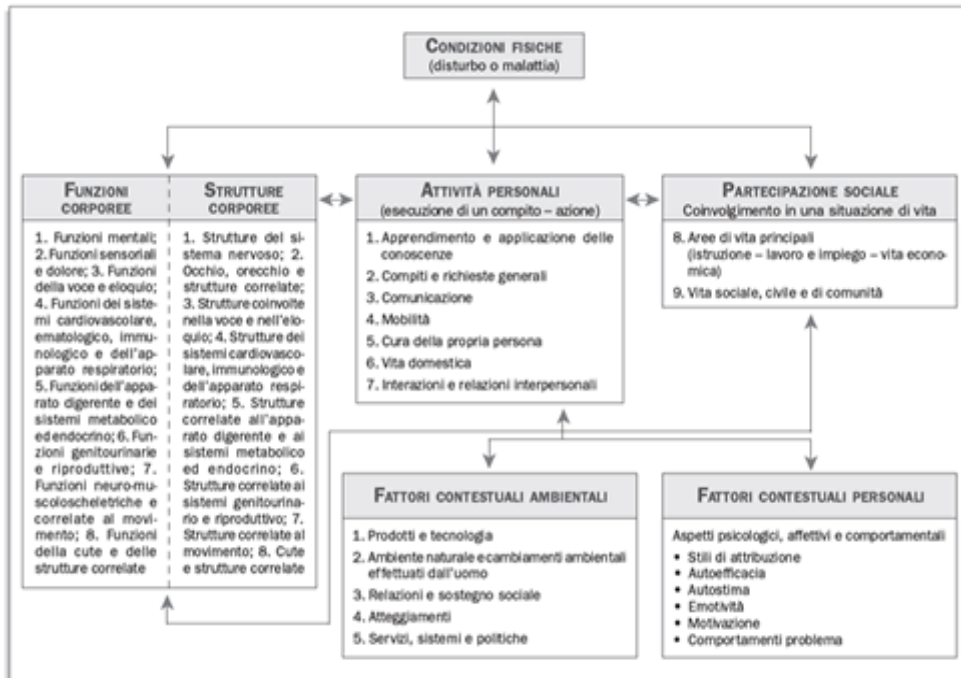 CONDIZIONI FISICHE
(disturbo o malattia)
FUNZIONI
CORPOREE
1. Funzioni mentali;
2. Funzioni sensoriali
e dolore; 3. Funzioni
della voce e eloquio;
4. Funzioni dei siste-
mi cardiovascolare,
ematologico, immu-
nologico e dell'ap-
parato respiratorio;
5. Funzioni dell'appa-
rato digerente e dei
sistemi metabolico
ed endocrino; 6. Fun-
zioni genitourinarie
e riproduttive; 7.
Funzioni neuro-mu-
scoloscheletriche e
correlate al movi-
mento; 8. Funzioni
della cute e delle
strutture correlate
STRUTTURE
CORPOREE
1. Strutture del si-
stema nervoso; 2.
Occhio, orecchio e
strutture correlate;
3. Strutture coinvolte
nella voce e nell'elo-
quio; 4. Strutture dei
sistemi cardiovasco-
lare, immunologico e
dell'apparato respi-
ratorio; 5. Strutture
correlate all'appa-
rato digerente e ai
sistemi metabolico
ed endocrino; 6.
Strutture correlate ai
sistemi genitourina-
rio e riproduttivo; 7.
Strutture correlate al
movimento; 8. Cute
e strutture correlate
ATTIVITÀ PERSONALI
(esecuzione di un compito – azione)
1. Apprendimento e applicazione delle
conoscenze
2. Compiti e richieste generali
3. Comunicazione
4. Mobilità
5. Cura della propria persona
6. Vita domestica
7. Interazioni e relazioni interpersonali
PARTECIPAZIONE SOCIALE
Coinvolgimento in una situazione di vita
8. Aree di vita principali
(istruzione – lavoro e impiego – vita econo-
mica)
9. Vita sociale, civile e di comunità
FATTORI CONTESTUALI AMBIENTALI
1. Prodotti e tecnologia
2. Ambiente naturale e cambiamenti ambientali
effettuati dall'uomo
3. Relazioni e sostegno sociale
4. Atteggiamenti
5. Servizi, sistemi e politiche
FATTORI CONTESTUALI PERSONALI
Aspetti psicologici, affettivi e comportamentali
• Stili di attribuzione
• Autoefficacia
• Autostima
• Emotività
• Motivazione
• Comportamenti problema